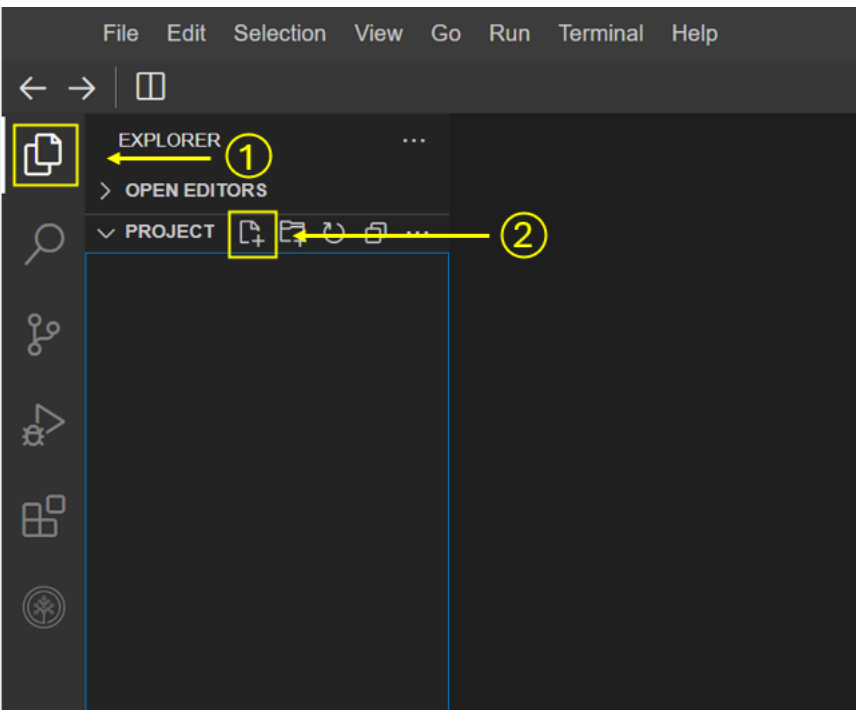 File Edit Selection View Go Run Terminal Help
EXPLORER ...
1
OPEN EDITORS
PROJECT ...
2